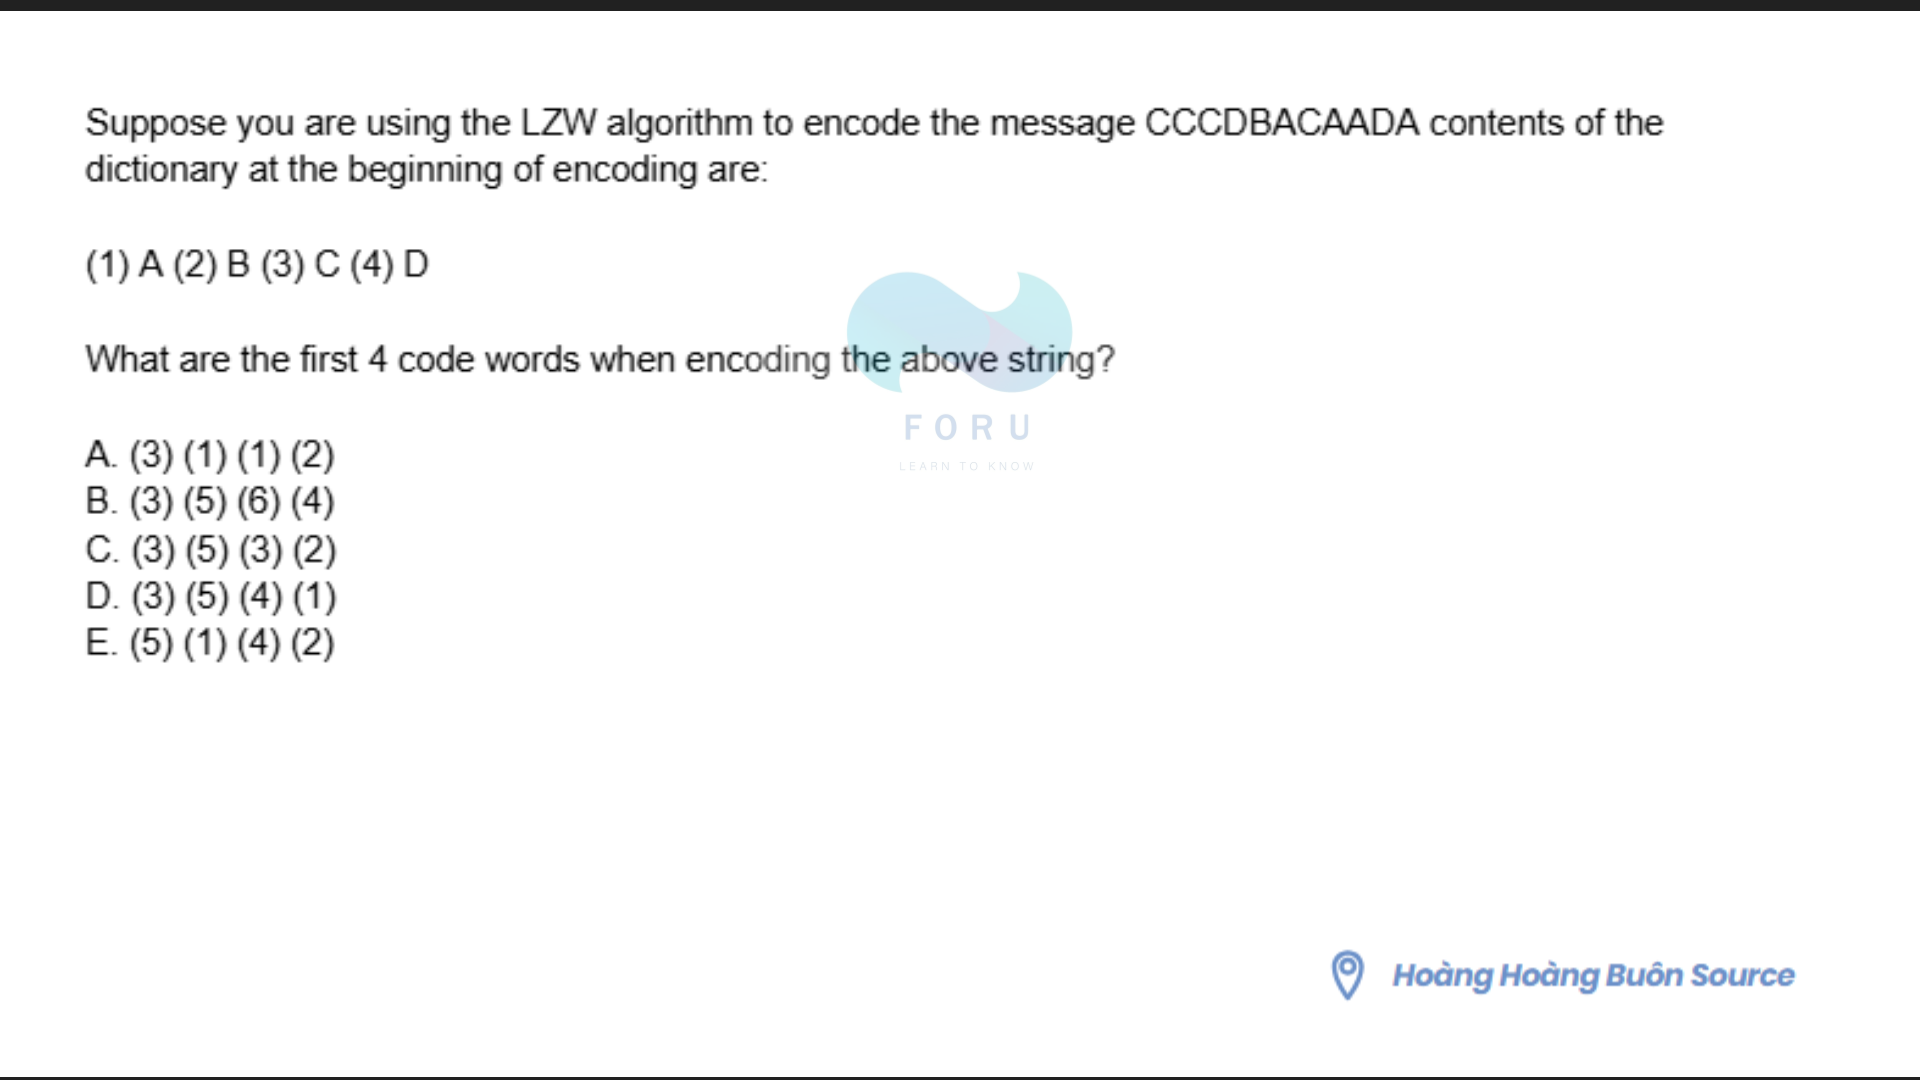 Suppose you are using the LZW algorithm to encode the message CCCDBACAADA contents of the
dictionary at the beginning of encoding are:
(1) A (2) B (3) C (4) D
What are the first 4 code words when encoding the above string?
FORU
LEARN TO KNOW
A. (3) (1) (1) (2)
B. (3) (5) (6) (4)
C. (3) (5) (3) (2)
D. (3) (5) (4) (1)
E. (5) (1) (4) (2)
Hoàng Hoàng Buôn Source